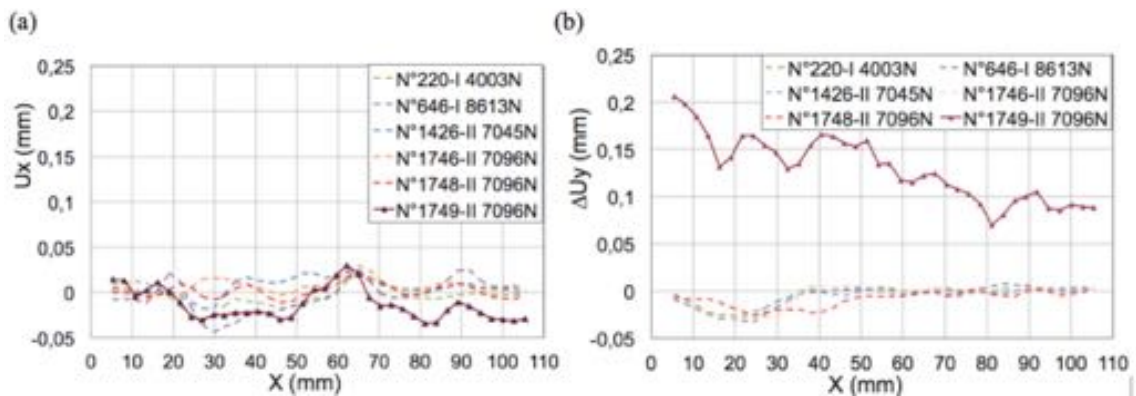 (a)
0,25
0,2
0,15
0,1
0,05
0
-0,05
Ux (mm)
N°220-I 4003N
N°646-I 8613N
N°1426-II 7045N
N°1746-II 7096N
N°1748-II 7096N
N°1749-II 7096N
0 10 20 30 40 50 60 70 80 90 100 110
X (mm)
(b)
0,25
0,2
0,15
0,1
0,05
0
-0,05
ΔUy (mm)
N°220-I 4003N N°646-I 8613N
N°1426-II 7045N N°1746-II 7096N
N°1748-II 7096N N°1749-II 7096N
0 10 20 30 40 50 60 70 80 90 100 110
X (mm)